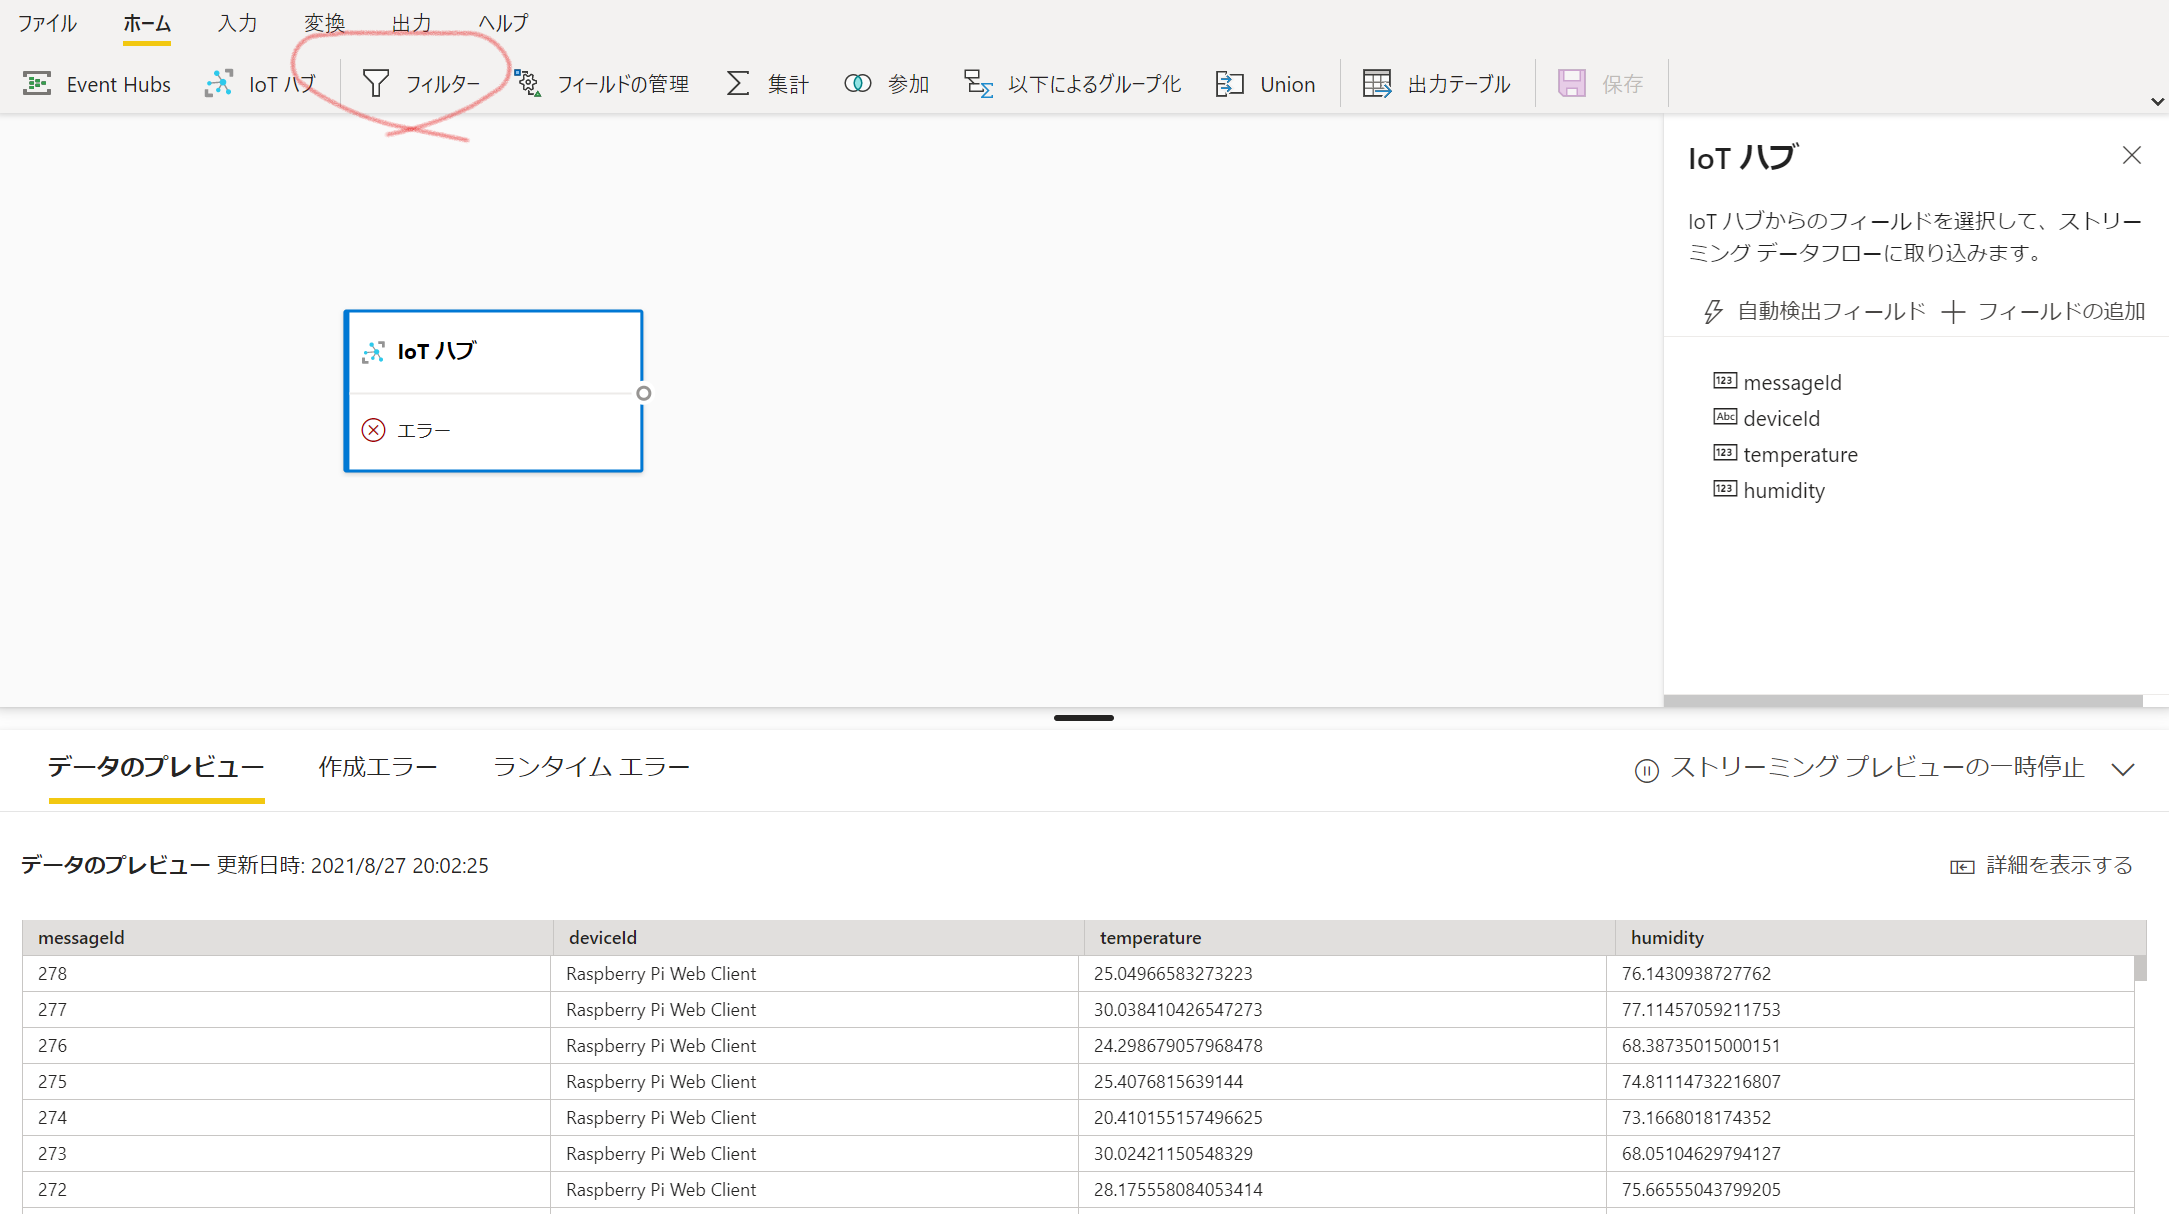 ファイル ホーム 入力 変換 出力 ヘルプ
Event Hubs IoT ハブ フィルター フィールドの管理 集計 参加 以下によるグループ化 Union 出力テーブル 保存
IoT ハブ
IoT ハブからのフィールドを選択して、ストリー
ミング データフローに取り込みます。
自動検出フィールド フィールドの追加
123 messageId
Abc deviceId
123 temperature
123 humidity
IoT ハブ
エラー
データのプレビュー 作成エラー ランタイム エラー ストリーミング プレビューの一時停止
データのプレビュー 更新日時: 2021/8/27 20:02:25 詳細を表示する
messageId deviceId temperature humidity
278 Raspberry Pi Web Client 25.04966583273223 76.1430938727762
277 Raspberry Pi Web Client 30.038410426547273 77.11457059211753
276 Raspberry Pi Web Client 24.298679057968478 68.38735015000151
275 Raspberry Pi Web Client 25.4076815639144 74.81114732216807
274 Raspberry Pi Web Client 20.410155157496625 73.1668018174352
273 Raspberry Pi Web Client 30.02421150548329 68.05104629794127
272 Raspberry Pi Web Client 28.175558084053414 75.66555043799205